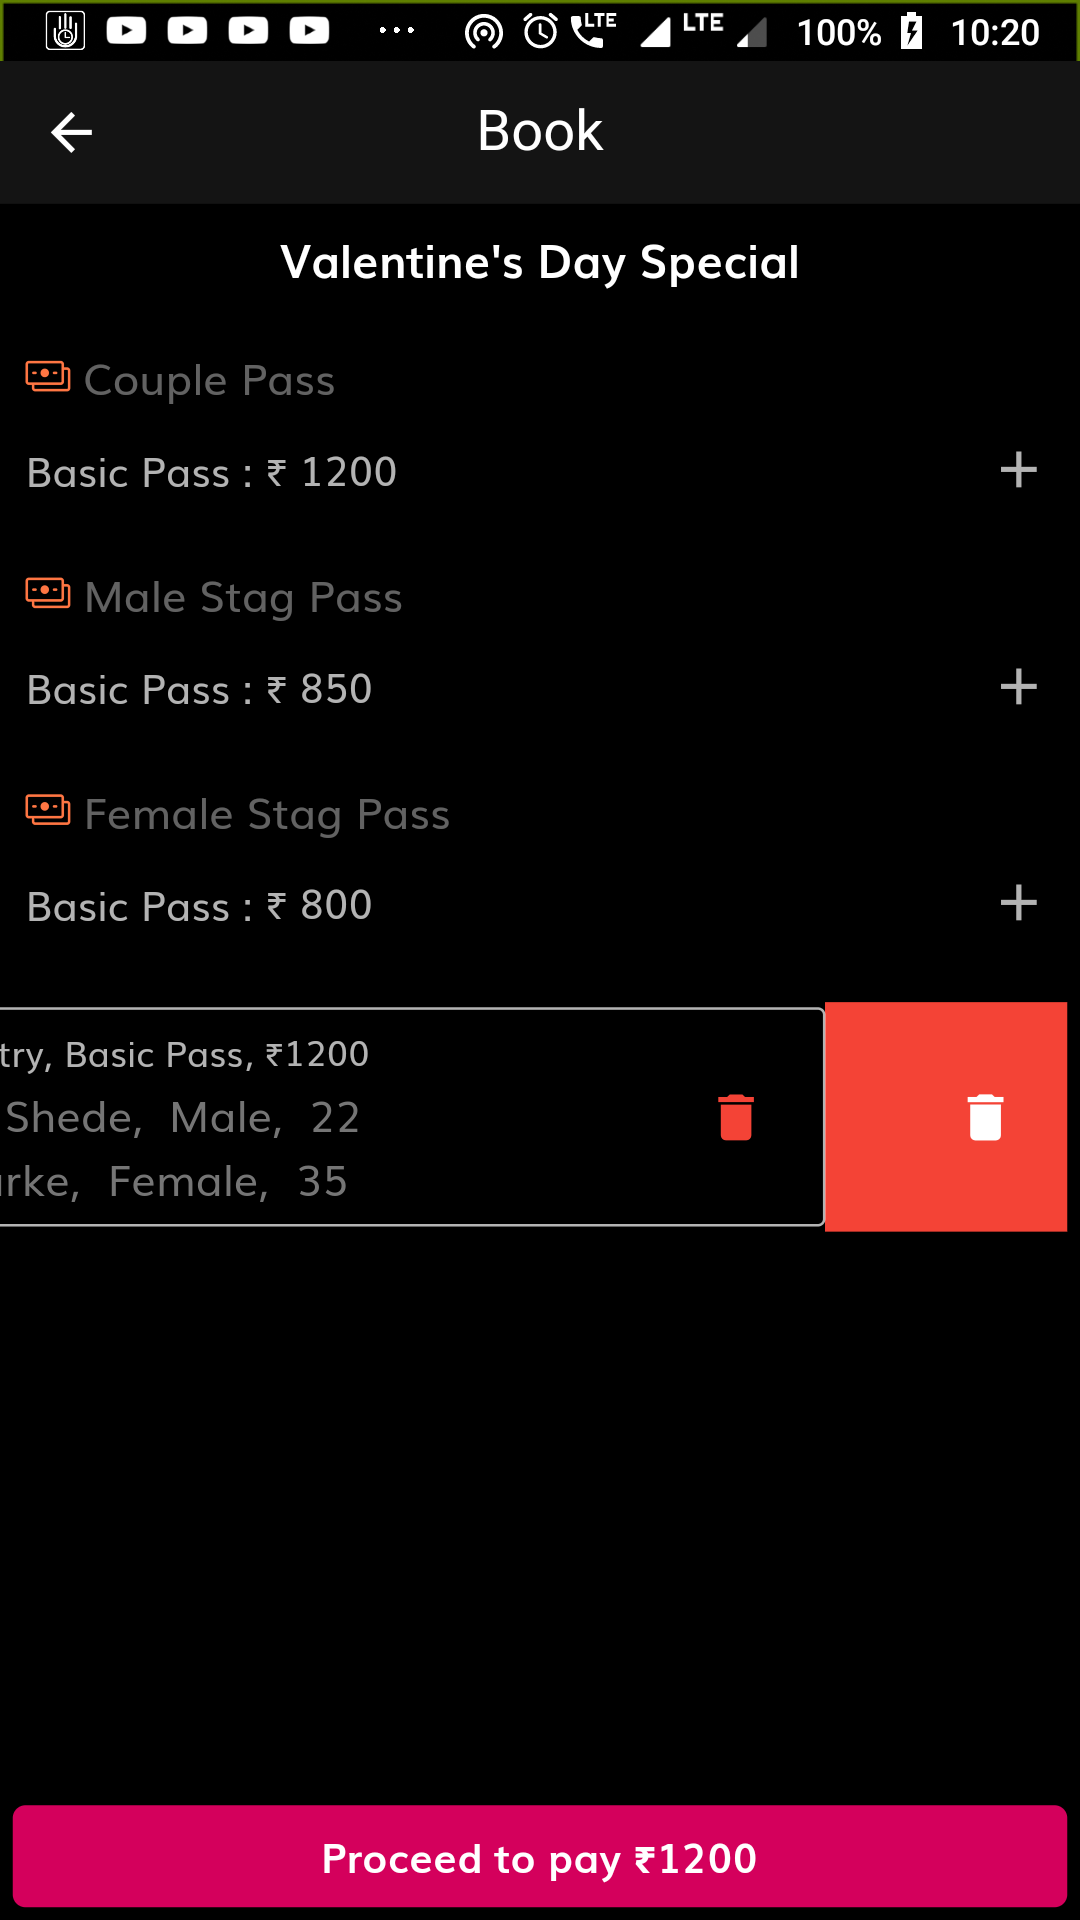 LTE LTE 100% 10:20
Book
Valentine's Day Special
Couple Pass
Basic Pass : ₹ 1200
Male Stag Pass
Basic Pass : ₹ 850
Female Stag Pass
Basic Pass : ₹ 800
try, Basic Pass, ₹1200
Shede, Male, 22
rke, Female, 35
Proceed to pay ₹1200